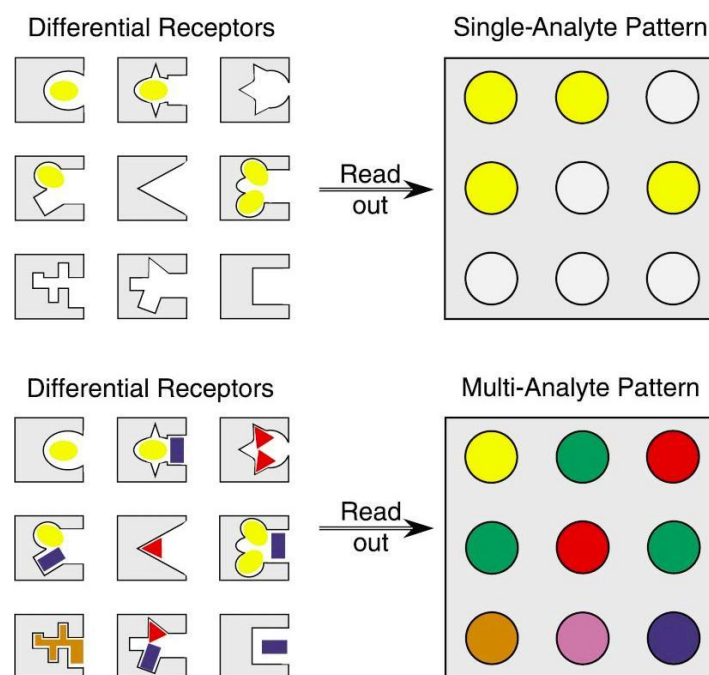 Differential Receptors
Single-Analyte Pattern
Read
out
Differential Receptors
Multi-Analyte Pattern
Read
out